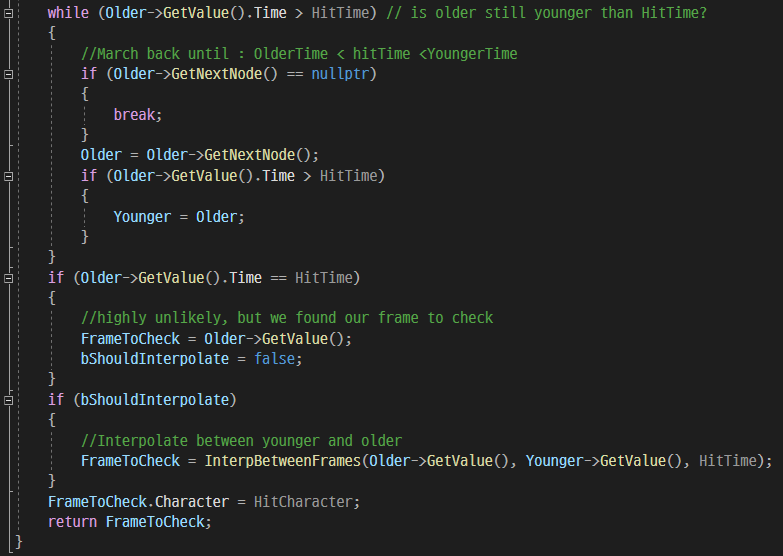 while (Older->GetValue().Time > HitTime) // is older still younger than HitTime?
{
//March back until : OlderTime < hitTime <YoungerTime
if (Older->GetNextNode() == nullptr)
{
break;
}
Older = Older->GetNextNode();
if (Older->GetValue().Time > HitTime)
{
Younger = Older;
}
}
if (Older->GetValue().Time == HitTime)
{
//highly unlikely, but we found our frame to check
FrameToCheck = Older->GetValue();
bShouldInterpolate = false;
}
if (bShouldInterpolate)
{
//Interpolate between younger and older
FrameToCheck = InterpBetweenFrames(Older->GetValue(), Younger->GetValue(), HitTime);
}
FrameToCheck.Character = HitCharacter;
return FrameToCheck;
}